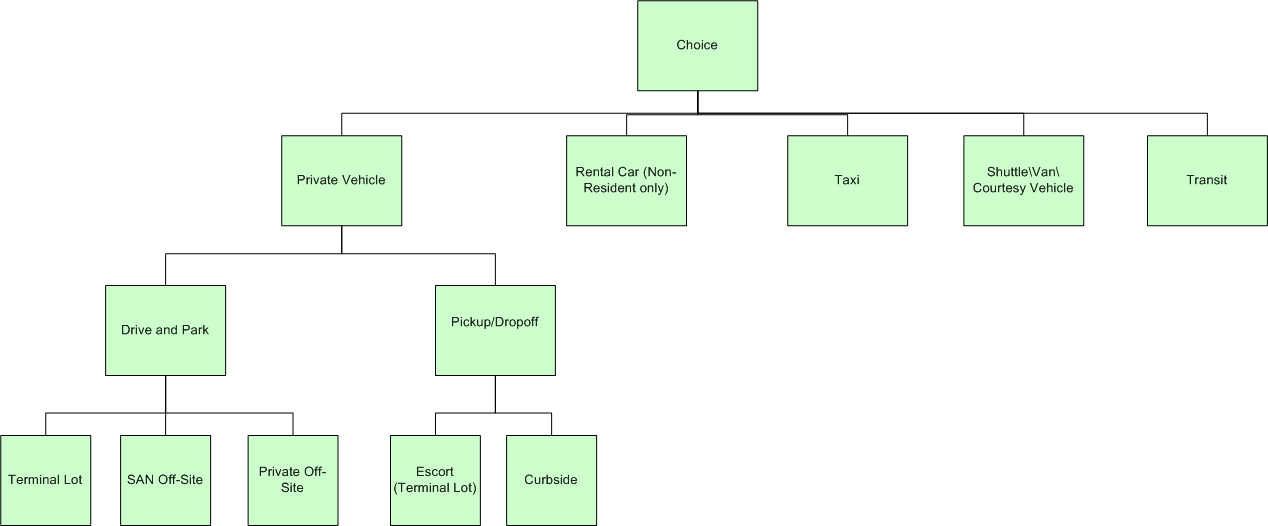 Choice
Private Vehicle
Rental Car (Non-
Resident only)
Taxi
Shuttle\Van\
Courtesy Vehicle
Transit
Drive and Park
Pickup/Dropoff
Terminal Lot
SAN Off-Site
Private Off-
Site
Escort
(Terminal Lot)
Curbside